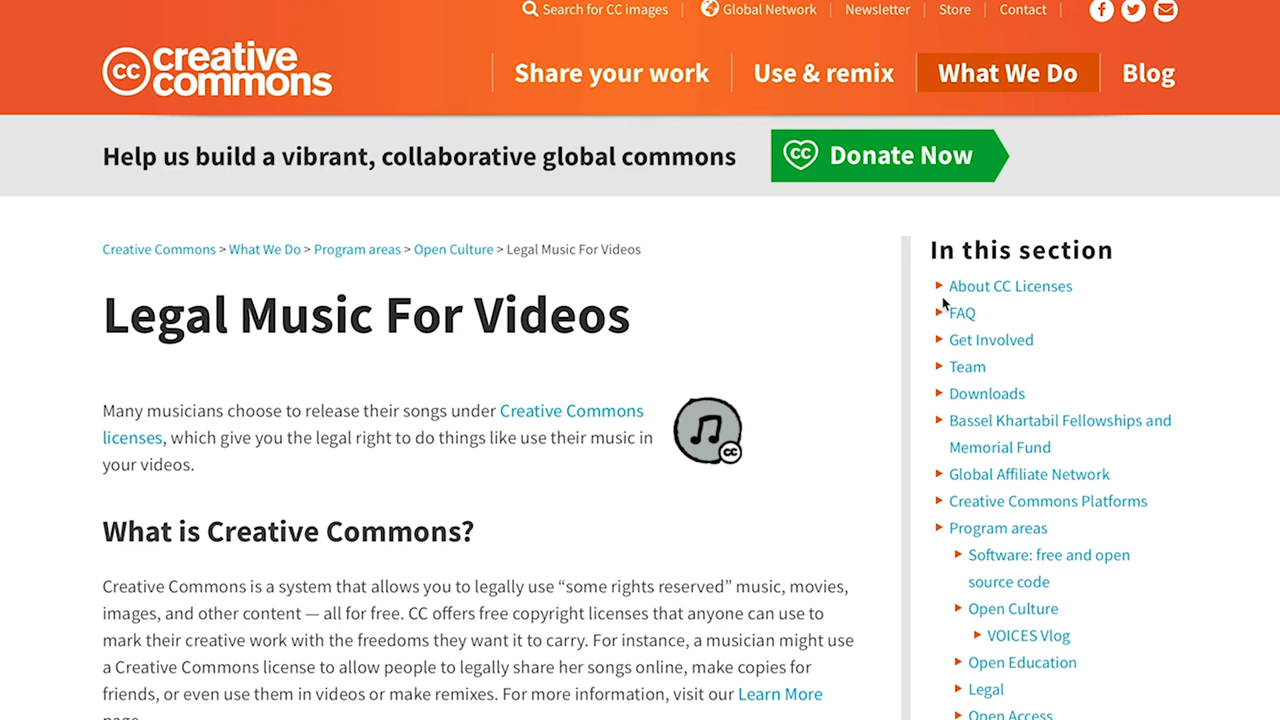 Search for CC images
Global Network
Newsletter
Store
Contact
cc creative commons
Share your work
Use & remix
What We Do
Blog
Help us build a vibrant, collaborative global commons
cc Donate Now
Creative Commons > What We Do > Program areas > Open Culture > Legal Music For Videos
Legal Music For Videos
Many musicians choose to release their songs under Creative Commons
licenses, which give you the legal right to do things like use their music in
your videos.
cc
What is Creative Commons?
Creative Commons is a system that allows you to legally use “some rights reserved” music, movies,
images, and other content — all for free. CC offers free copyright licenses that anyone can use to
mark their creative work with the freedoms they want it to carry. For instance, a musician might use
a Creative Commons license to allow people to legally share her songs online, make copies for
friends, or even use them in videos or make remixes. For more information, visit our Learn More
page
In this section
About CC Licenses
FAQ
Get Involved
Team
Downloads
Bassel Khartabil Fellowships and
Memorial Fund
Global Affiliate Network
Creative Commons Platforms
Program areas
Software: free and open
source code
Open Culture
VOICES Vlog
Open Education
Legal
Open Access